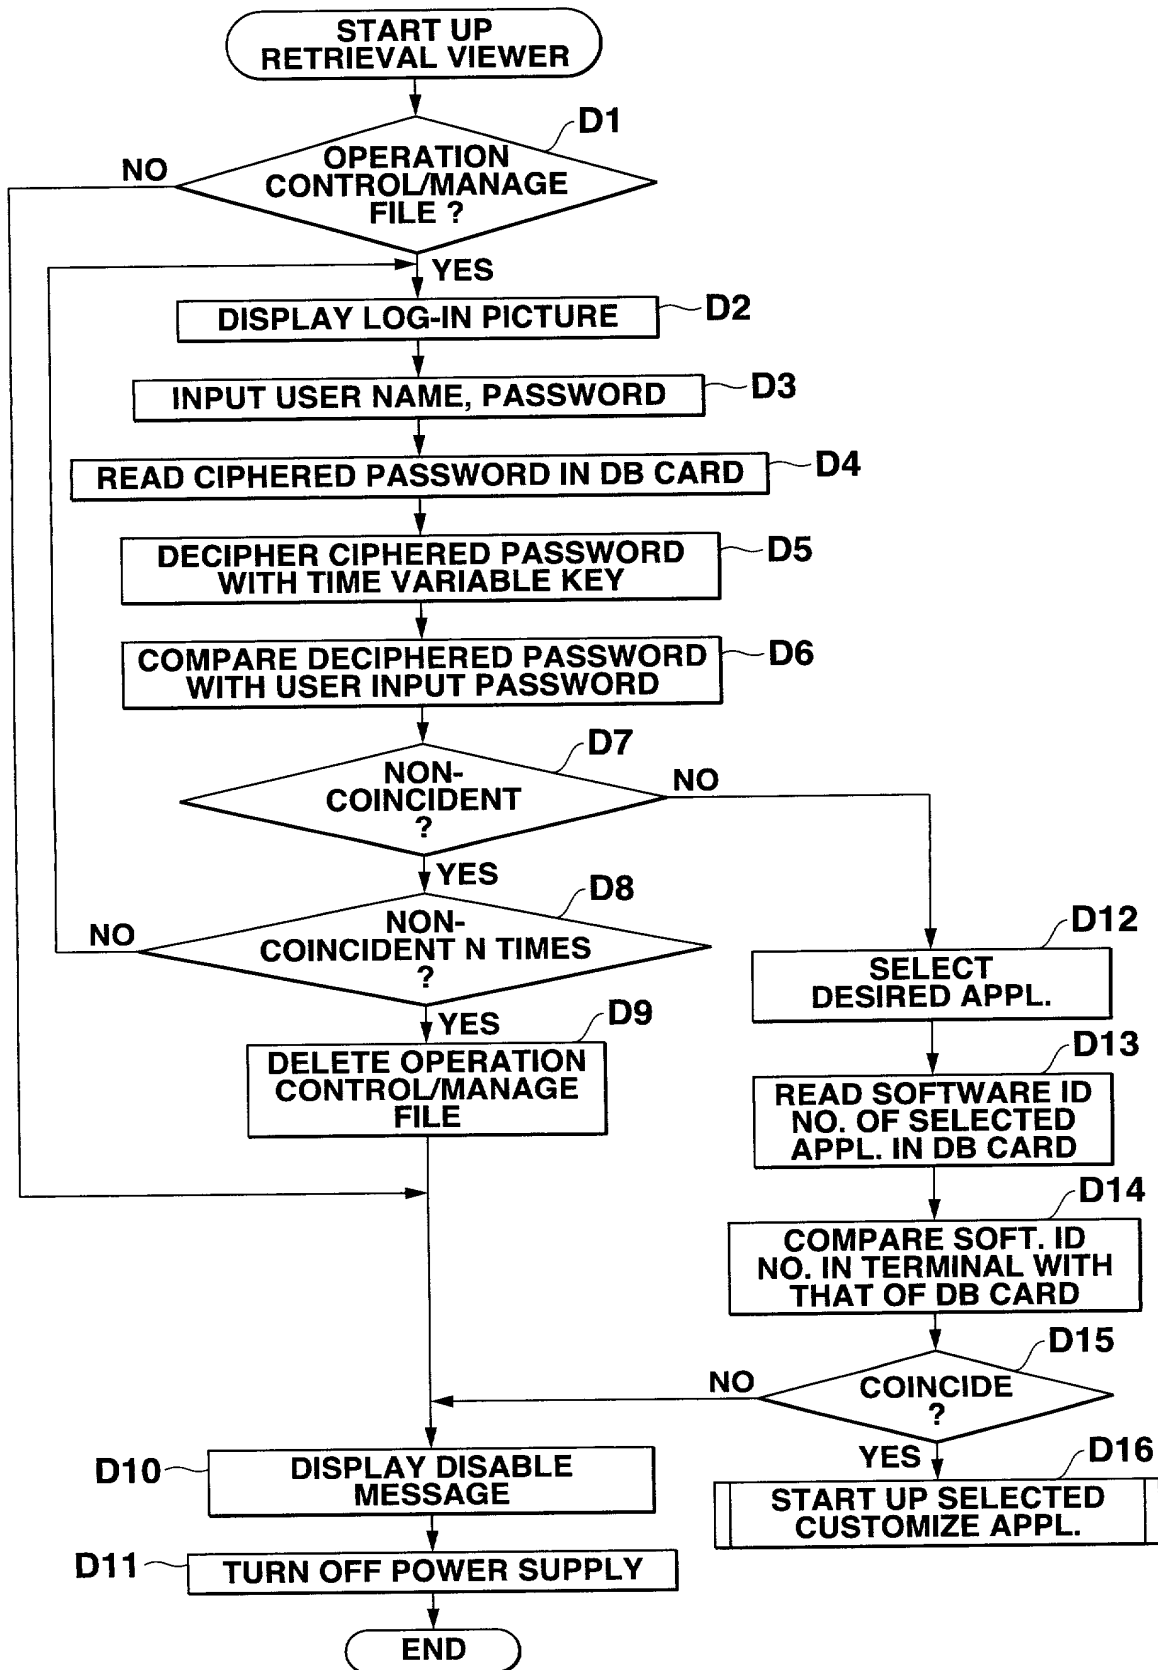 START UP
RETRIEVAL VIEWER
D1
NO
OPERATION
CONTROL/MANAGE
FILE ?
YES
DISPLAY LOG-IN PICTURE
D2
INPUT USER NAME, PASSWORD
D3
READ CIPHERED PASSWORD IN DB CARD
D4
DECIPHER CIPHERED PASSWORD
WITH TIME VARIABLE KEY
D5
COMPARE DECIPHERED PASSWORD
WITH USER INPUT PASSWORD
D6
D7
NON-
COINCIDENT
?
NO
YES
D8
NO
NON-
COINCIDENT N TIMES
?
YES
D9
DELETE OPERATION
CONTROL/MANAGE
FILE
D12
SELECT
DESIRED APPL.
D13
READ SOFTWARE ID
NO. OF SELECTED
APPL. IN DB CARD
D14
COMPARE SOFT. ID
NO. IN TERMINAL WITH
THAT OF DB CARD
D15
NO
COINCIDE
?
YES
D16
START UP SELECTED
CUSTOMIZE APPL.
D10
DISPLAY DISABLE
MESSAGE
D11
TURN OFF POWER SUPPLY
END